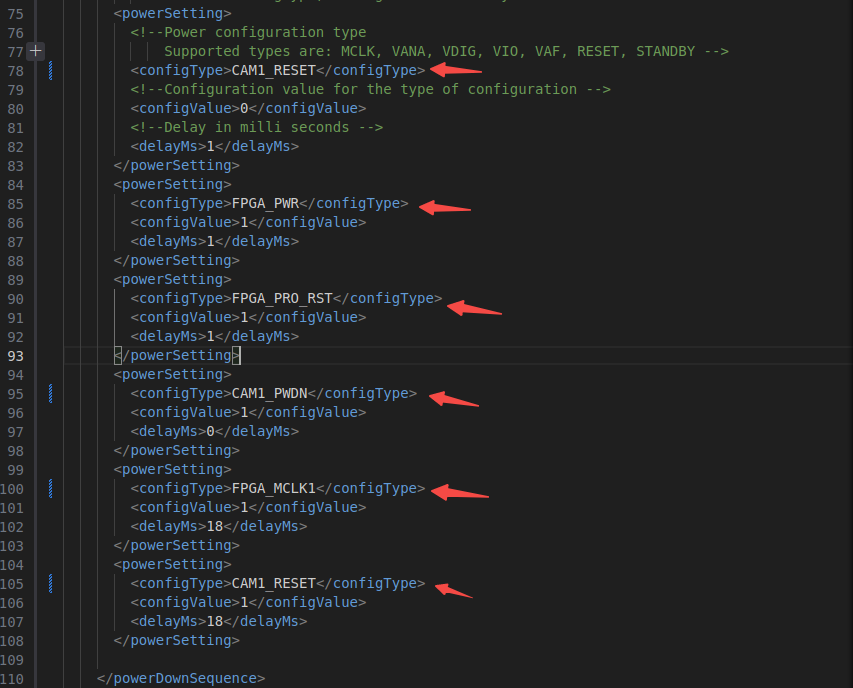 75 <powerSetting>
76 <!--Power configuration type
77 Supported types are: MCLK, VANA, VDIG, VIO, VAF, RESET, STANDBY -->
78 <configType>CAM1_RESET</configType>
79 <!--Configuration value for the type of configuration -->
80 <configValue>0</configValue>
81 <!--Delay in milli seconds -->
82 <delayMs>1</delayMs>
83 </powerSetting>
84 <powerSetting>
85 <configType>FPGA_PWR</configType>
86 <configValue>1</configValue>
87 <delayMs>1</delayMs>
88 </powerSetting>
89 <powerSetting>
90 <configType>FPGA_PRO_RST</configType>
91 <configValue>1</configValue>
92 <delayMs>1</delayMs>
93 </powerSetting>
94 <powerSetting>
95 <configType>CAM1_PWDN</configType>
96 <configValue>1</configValue>
97 <delayMs>0</delayMs>
98 </powerSetting>
99 <powerSetting>
100 <configType>FPGA_MCLK1</configType>
101 <configValue>1</configValue>
102 <delayMs>18</delayMs>
103 </powerSetting>
104 <powerSetting>
105 <configType>CAM1_RESET</configType>
106 <configValue>1</configValue>
107 <delayMs>18</delayMs>
108 </powerSetting>
109
110 </powerDownSequence>